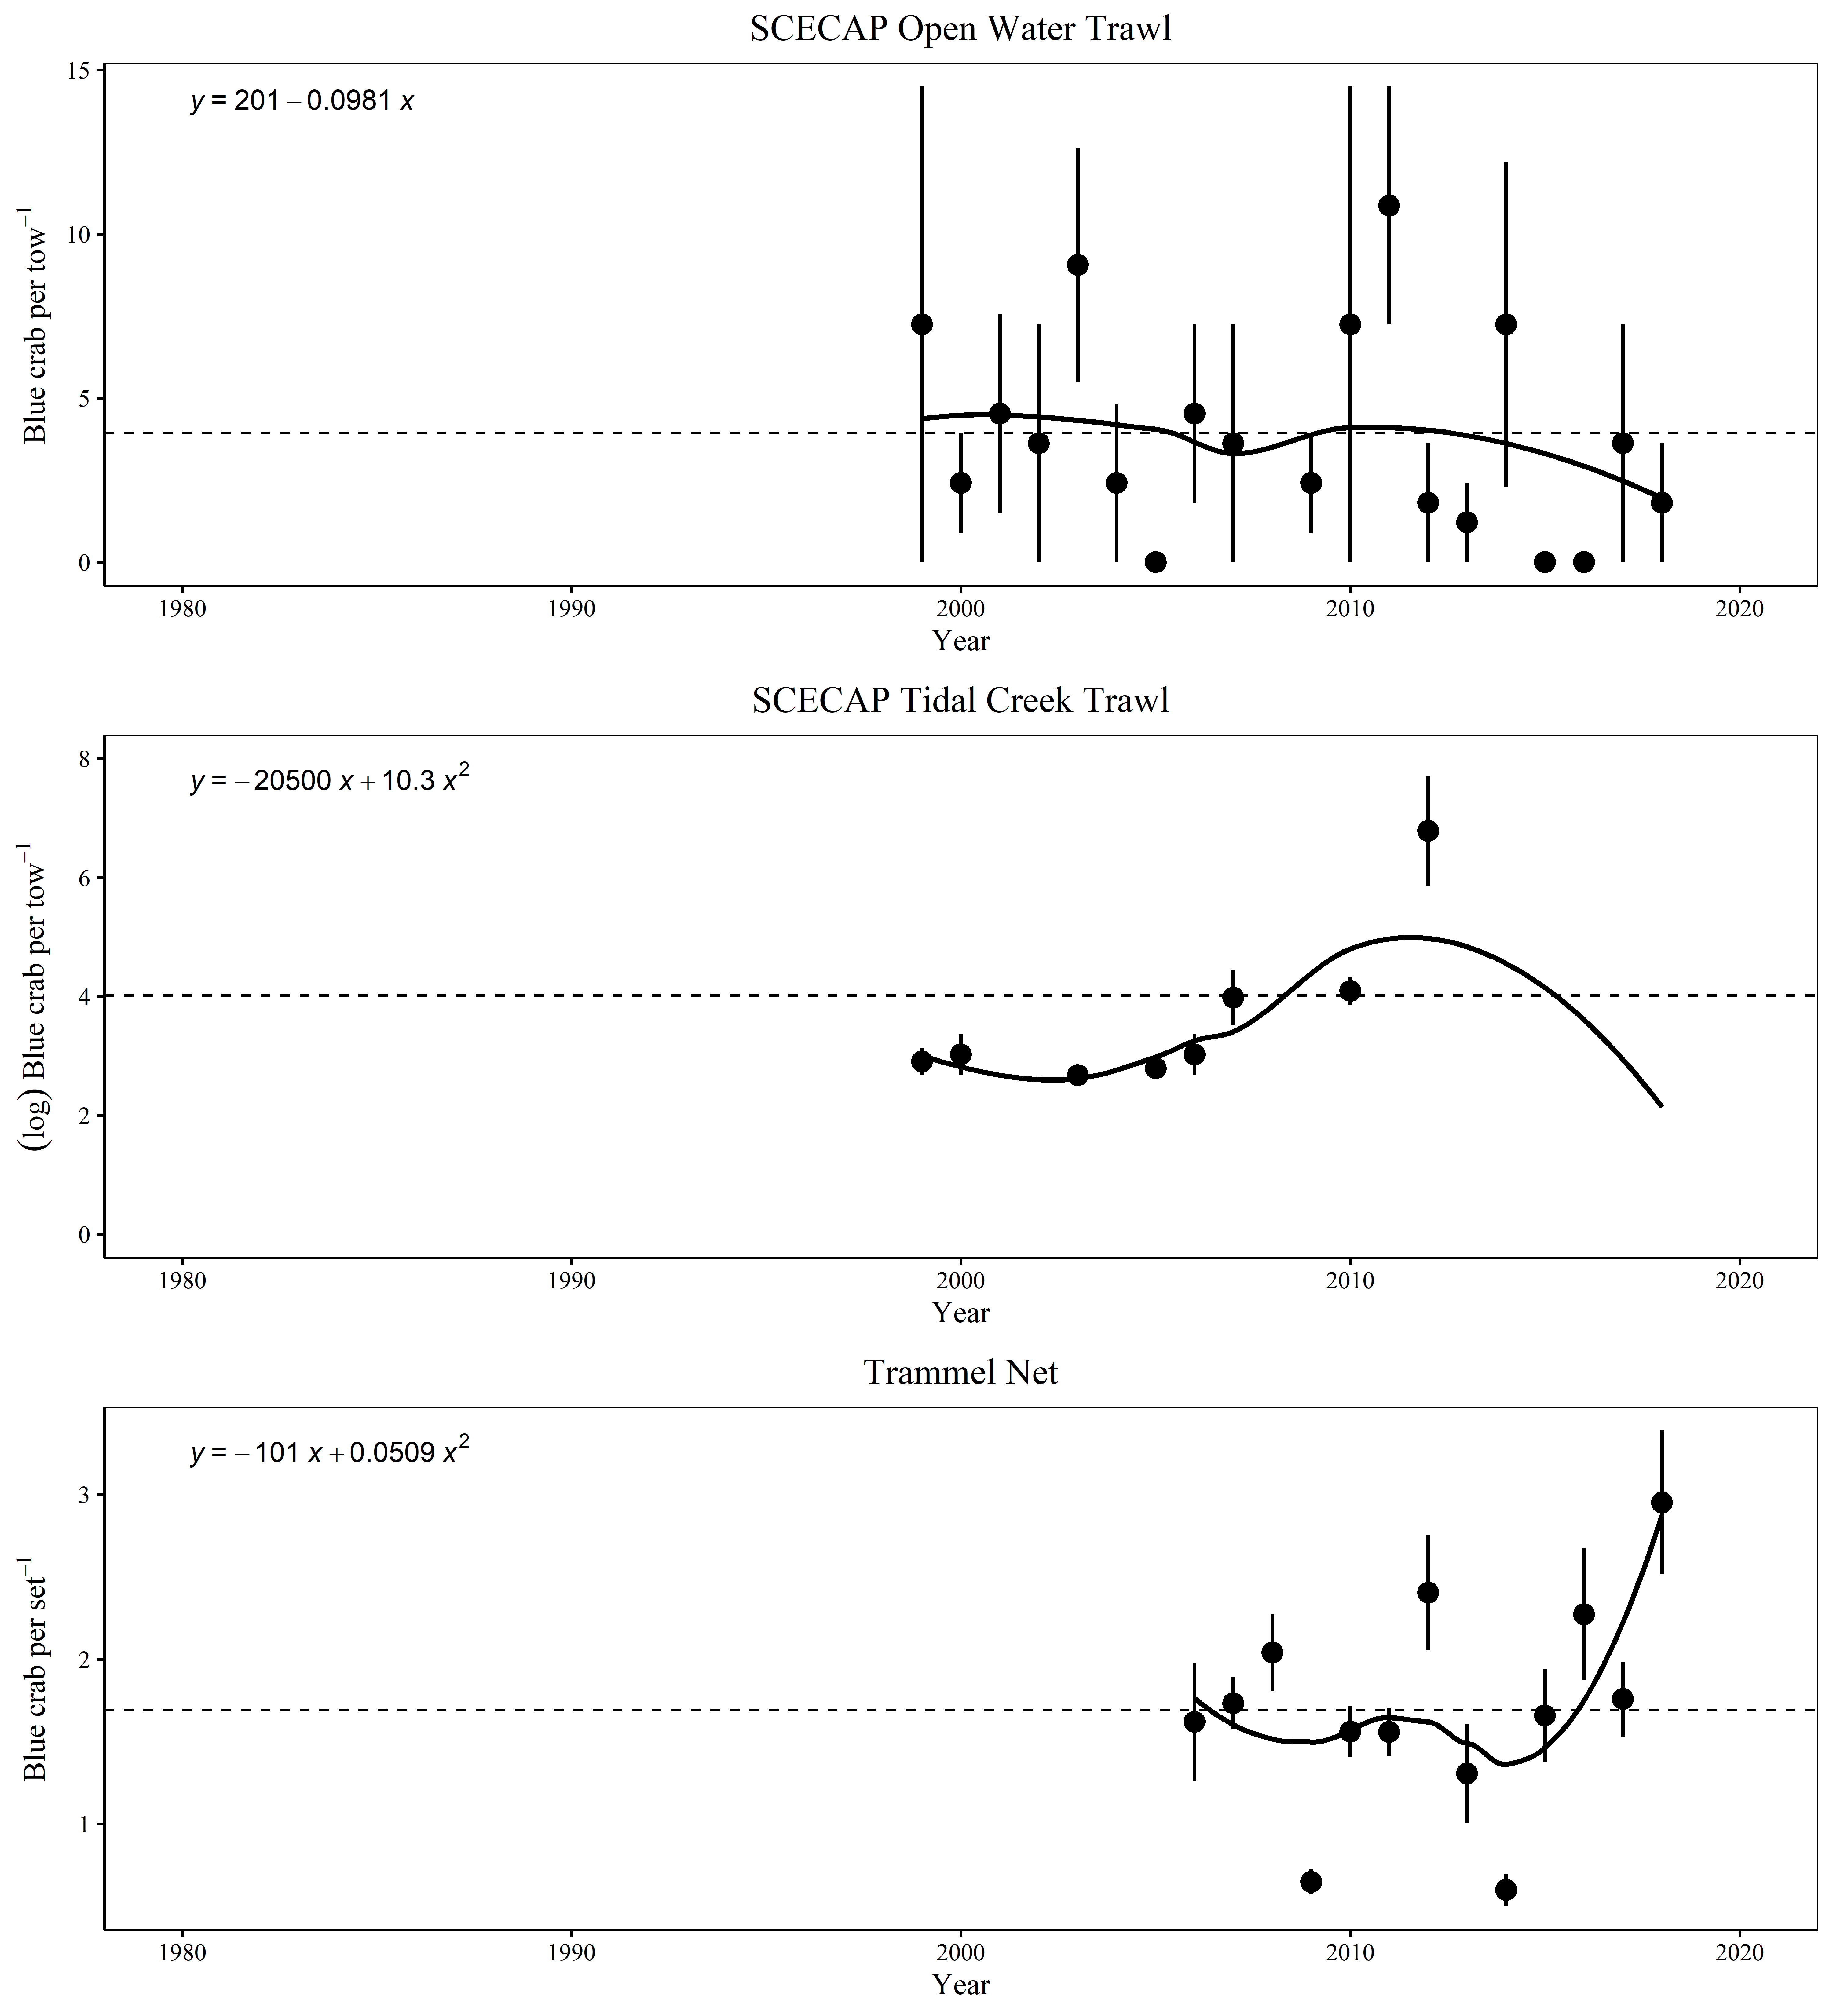 SCECAP Open Water Trawl
y = 201 – 0.0981 x
Blue crab per tow⁻¹
15
10
5
0
1980 1990 2000 2010 2020
Year
SCECAP Tidal Creek Trawl
y = – 20500 x + 10.3 x²
(log) Blue crab per tow⁻¹
8
6
4
2
0
1980 1990 2000 2010 2020
Year
Trammel Net
y = – 101 x + 0.0509 x²
Blue crab per set⁻¹
3
2
1
1980 1990 2000 2010 2020
Year